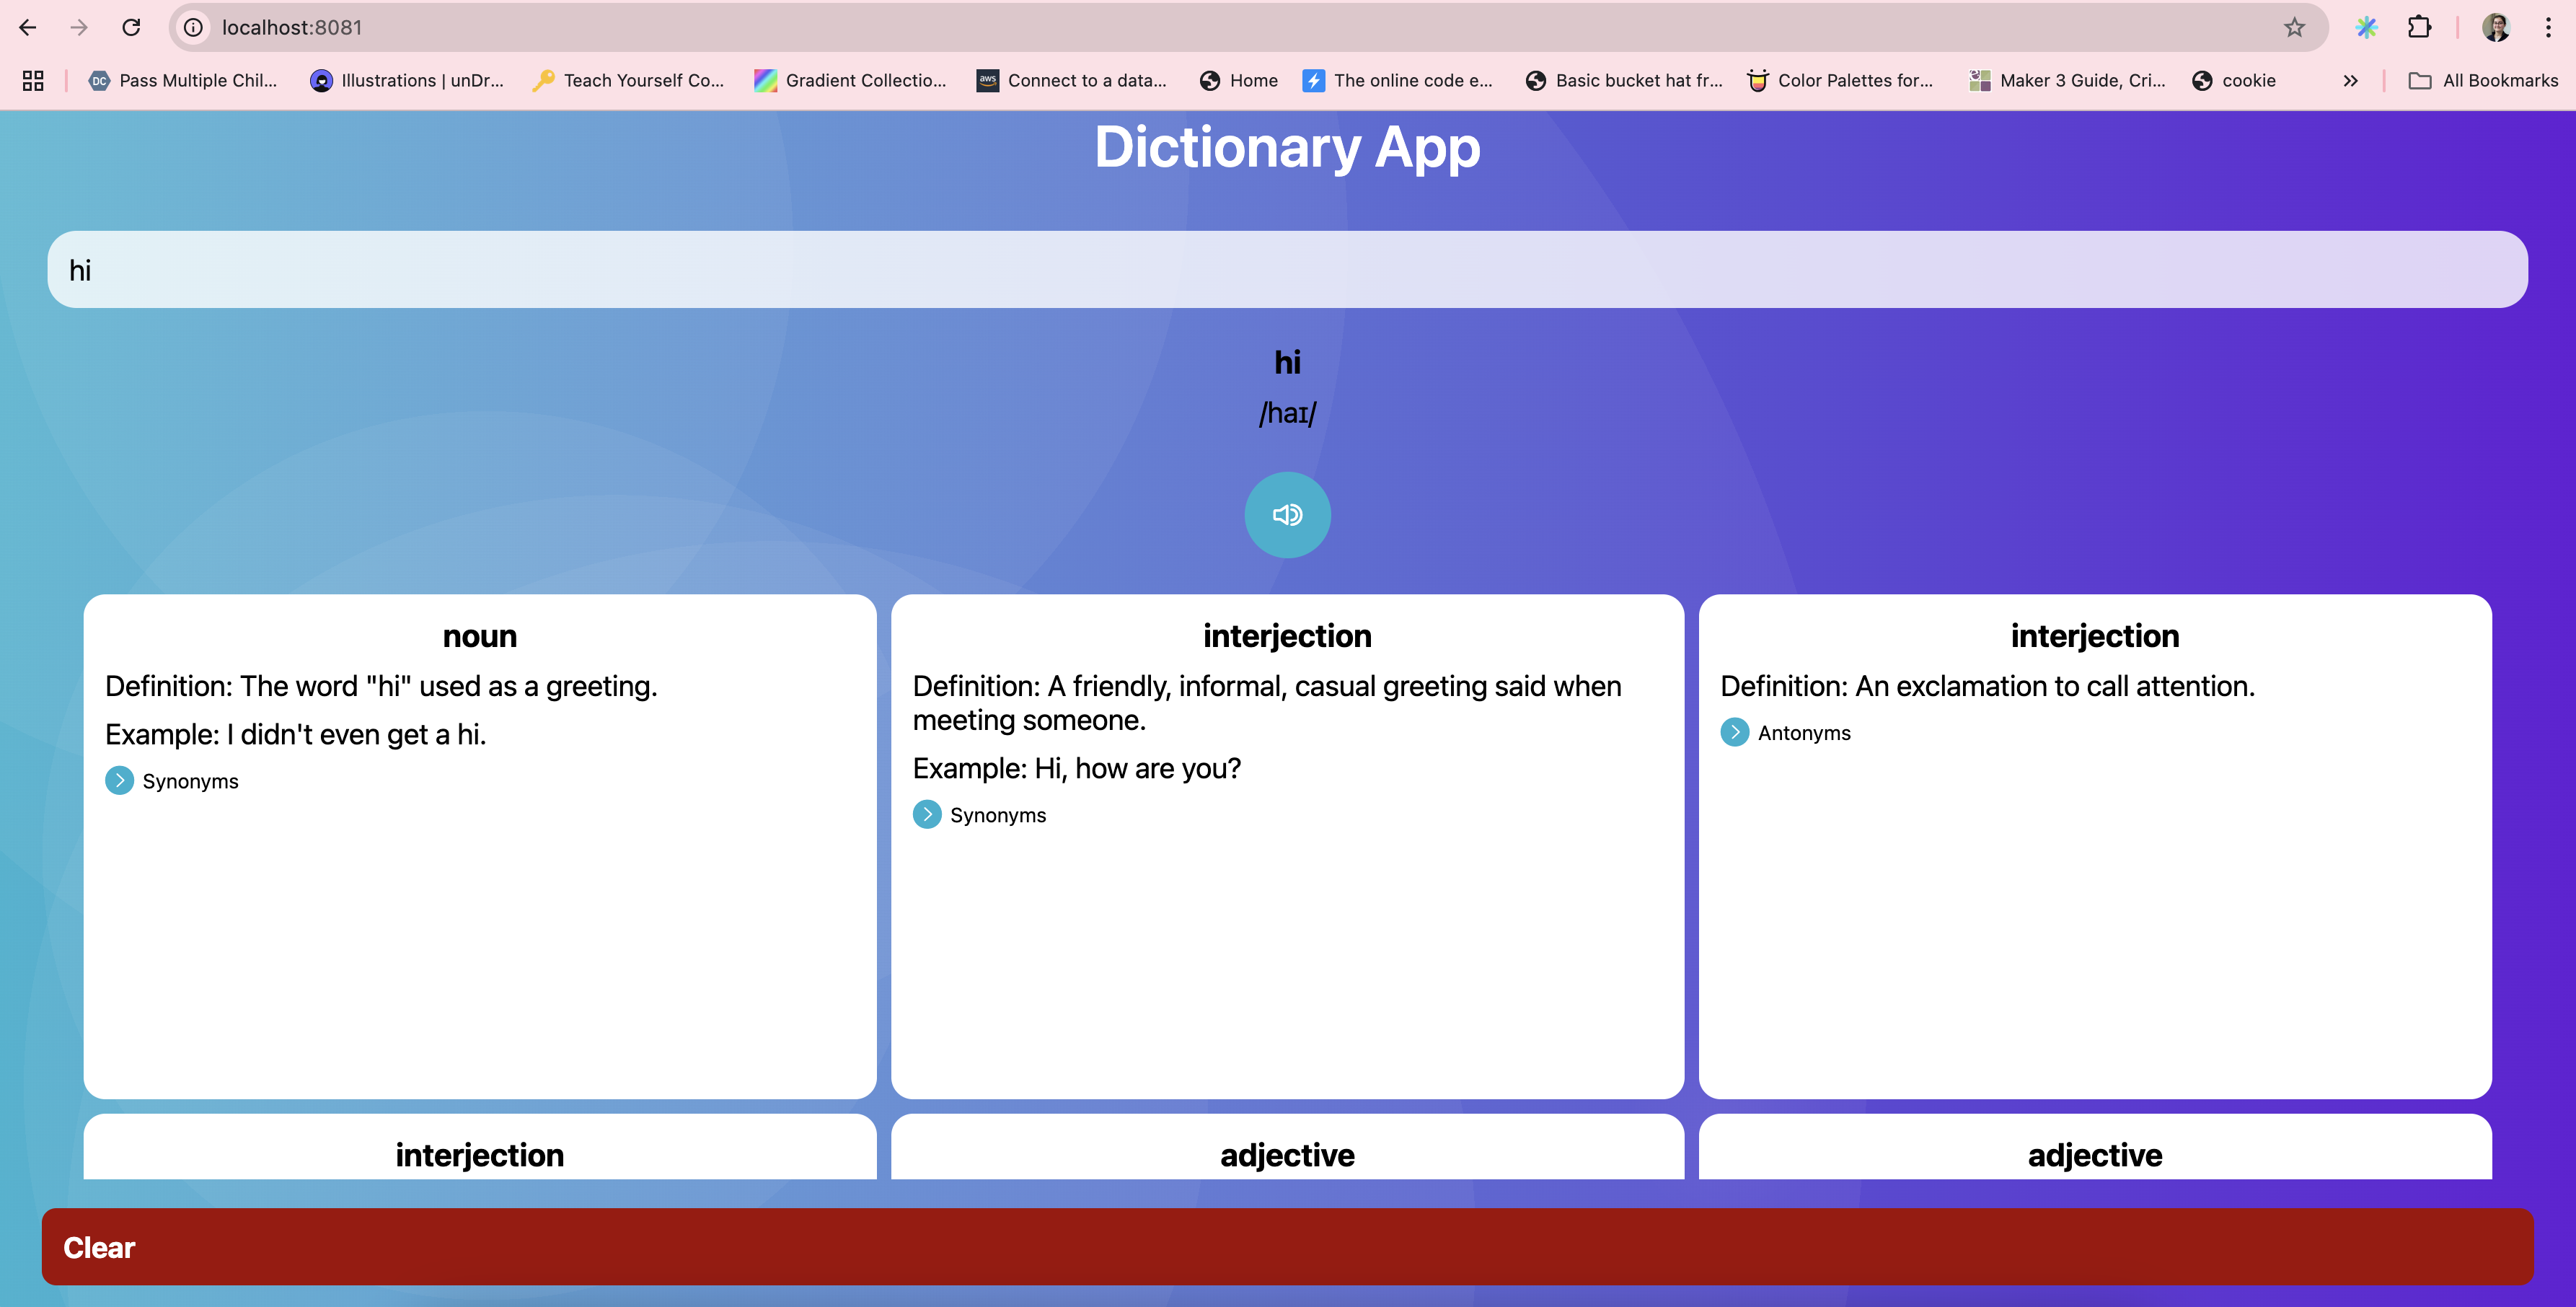 localhost:8081
Pass Multiple Chil...
Illustrations | unDr...
Teach Yourself Co...
Gradient Collectio...
aws
Connect to a data...
Home
The online code e...
Basic bucket hat fr...
Color Palettes for...
Maker 3 Guide, Cri...
cookie
All Bookmarks
DC
Dictionary App
hi
hi
/haɪ/
noun
Definition: The word "hi" used as a greeting.
Example: I didn't even get a hi.
Synonyms
interjection
Definition: A friendly, informal, casual greeting said when
meeting someone.
Example: Hi, how are you?
Synonyms
interjection
Definition: An exclamation to call attention.
Antonyms
interjection
adjective
adjective
Clear